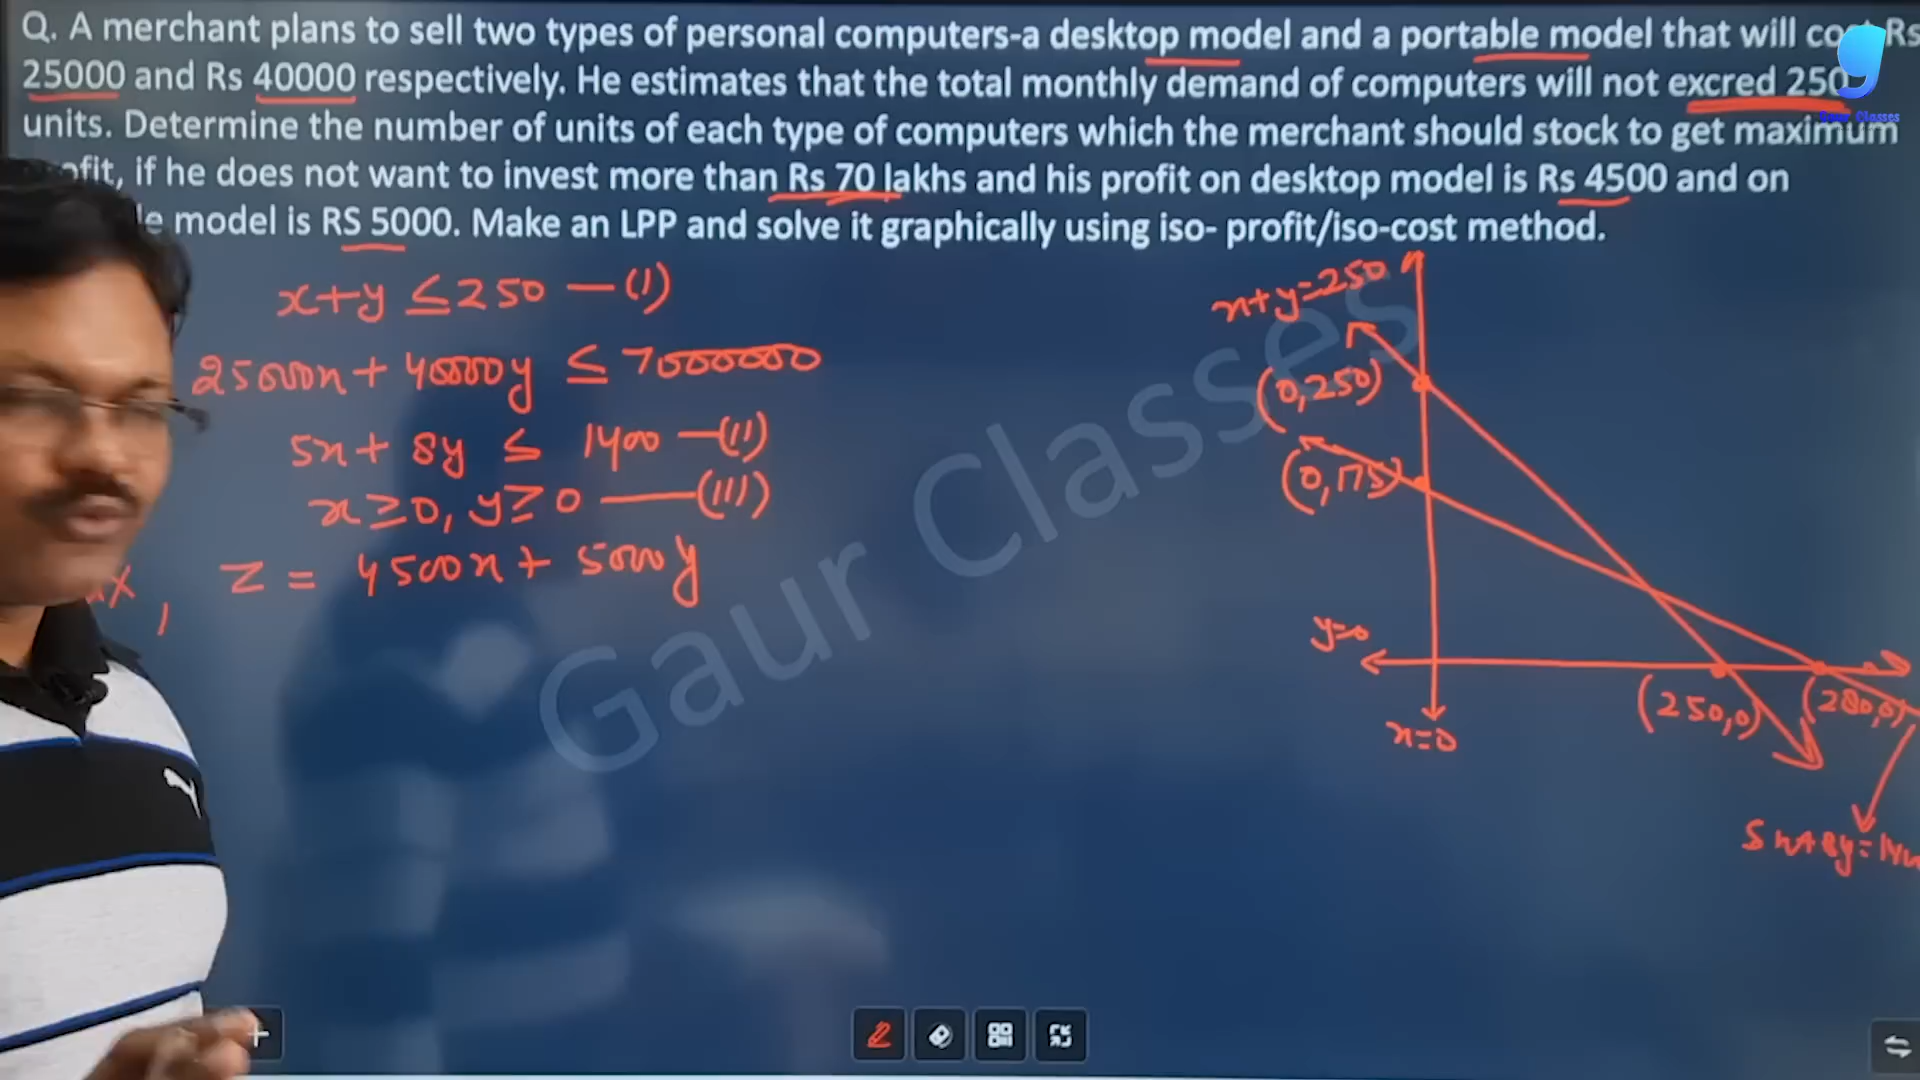 Q. A merchant plans to sell two types of personal computers-a desktop model and a portable model that will Rs
25000 and Rs 40000 respectively. He estimates that the total monthly demand of computers will not excred 250
units. Determine the number of units of each type of computers which the merchant should stock to get maximum
if he does not want to invest more than Rs 70 lakhs and his profit on desktop model is Rs 4500 and on
model is RS 5000. Make an LPP and solve it graphically using iso- profit/iso-cost method.
x+y ≤ 250 — (I)
25000x + 40000y ≤ 7000000
5x + 8y ≤ 1400 — (II)
x ≥ 0, y ≥ 0 — (III)
, Z = 4500x + 5000y
x+y=250
(0,250)
(0,175)
y=0
x=0
(250,0)
(280,0)
Gaur Classes